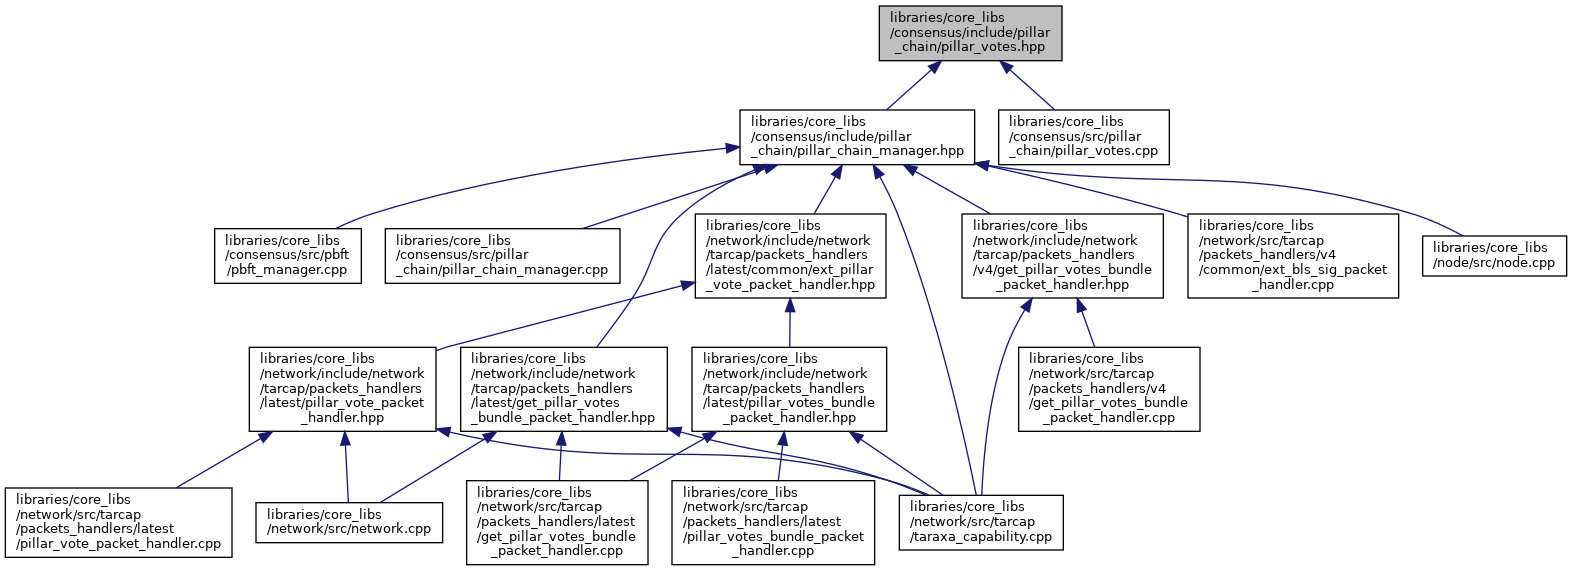 libraries/core_libs
/consensus/include/pillar
_chain/pillar_votes.hpp
libraries/core_libs
/consensus/include/pillar
_chain/pillar_chain_manager.hpp
libraries/core_libs
/consensus/src/pillar
_chain/pillar_votes.cpp
libraries/core_libs
/consensus/src/pbft
/pbft_manager.cpp
libraries/core_libs
/consensus/src/pillar
_chain/pillar_chain_manager.cpp
libraries/core_libs
/network/include/network
/tarcap/packets_handlers
/latest/common/ext_pillar
_vote_packet_handler.hpp
libraries/core_libs
/network/include/network
/tarcap/packets_handlers
/v4/get_pillar_votes_bundle
_packet_handler.hpp
libraries/core_libs
/network/src/tarcap
/packets_handlers/v4
/common/ext_bls_sig_packet
_handler.cpp
libraries/core_libs
/node/src/node.cpp
libraries/core_libs
/network/include/network
/tarcap/packets_handlers
/latest/pillar_vote_packet
_handler.hpp
libraries/core_libs
/network/include/network
/tarcap/packets_handlers
/latest/get_pillar_votes
_bundle_packet_handler.hpp
libraries/core_libs
/network/include/network
/tarcap/packets_handlers
/latest/pillar_votes_bundle
_packet_handler.hpp
libraries/core_libs
/network/src/tarcap
/packets_handlers/v4
/get_pillar_votes_bundle
_packet_handler.cpp
libraries/core_libs
/network/src/tarcap
/packets_handlers/latest
/pillar_vote_packet_handler.cpp
libraries/core_libs
/network/src/network.cpp
libraries/core_libs
/network/src/tarcap
/packets_handlers/latest
/get_pillar_votes_bundle
_packet_handler.cpp
libraries/core_libs
/network/src/tarcap
/packets_handlers/latest
/pillar_votes_bundle_packet
_handler.cpp
libraries/core_libs
/network/src/tarcap
/taraxa_capability.cpp